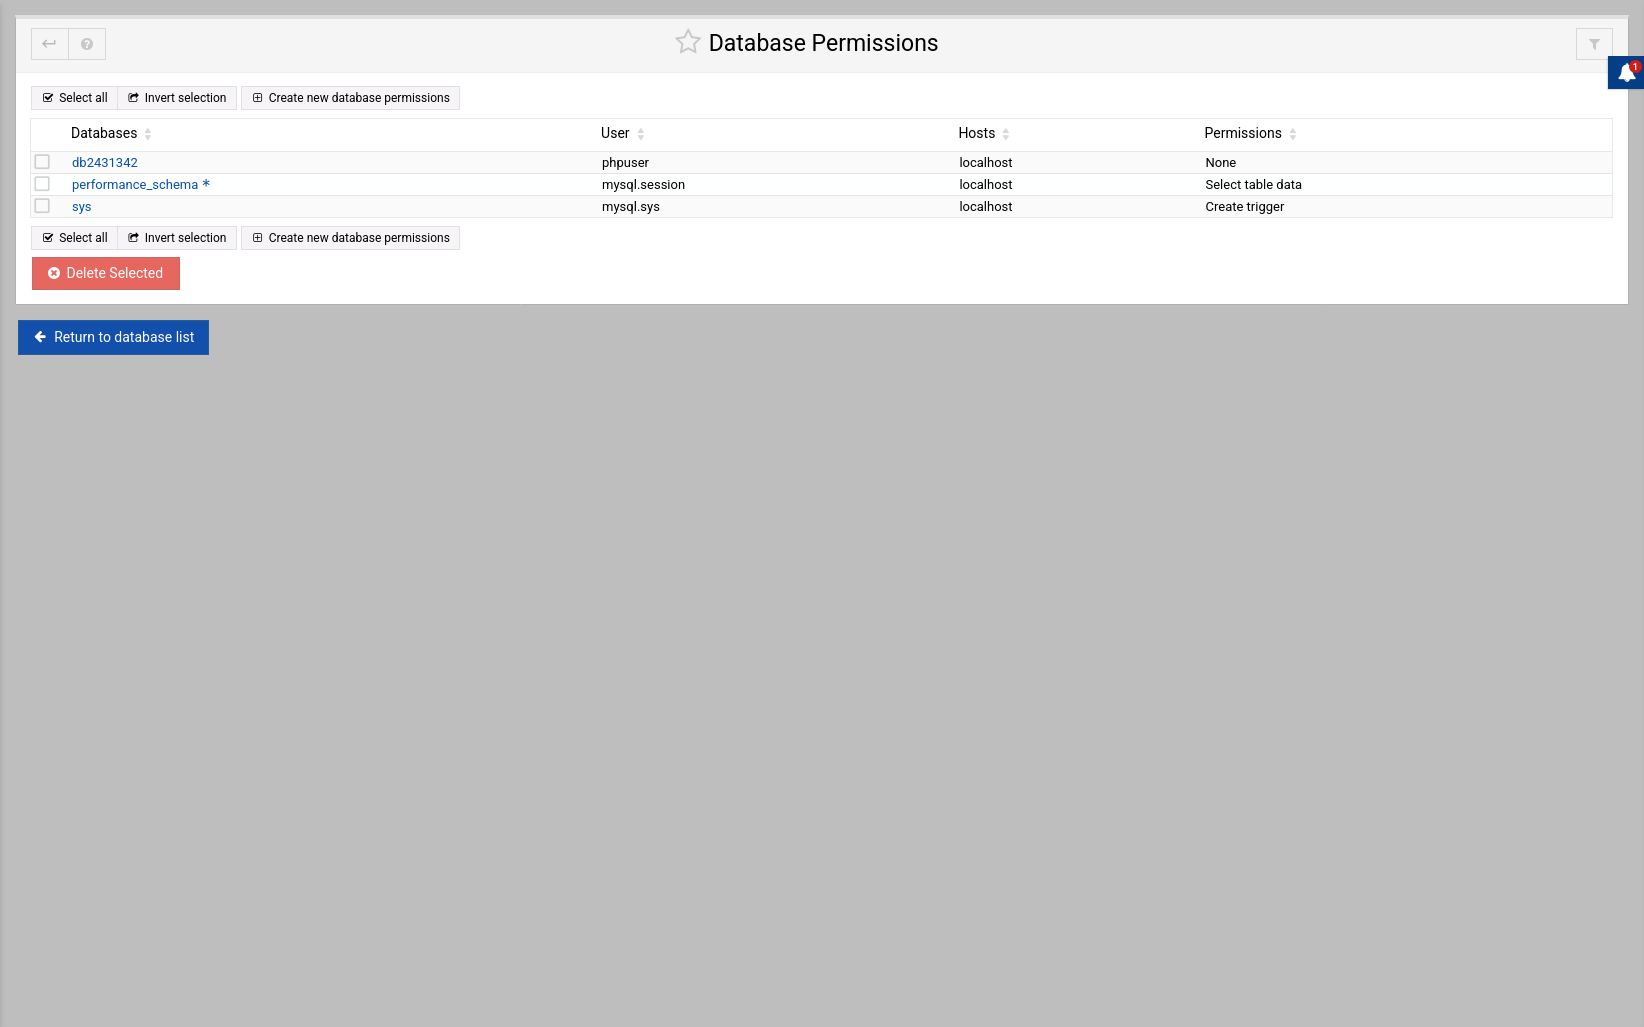 Database Permissions
1
Select all Invert selection Create new database permissions
Databases User Hosts Permissions
db2431342 phpuser localhost None
performance_schema * mysql.session localhost Select table data
sys mysql.sys localhost Create trigger
Select all Invert selection Create new database permissions
Delete Selected
Return to database list